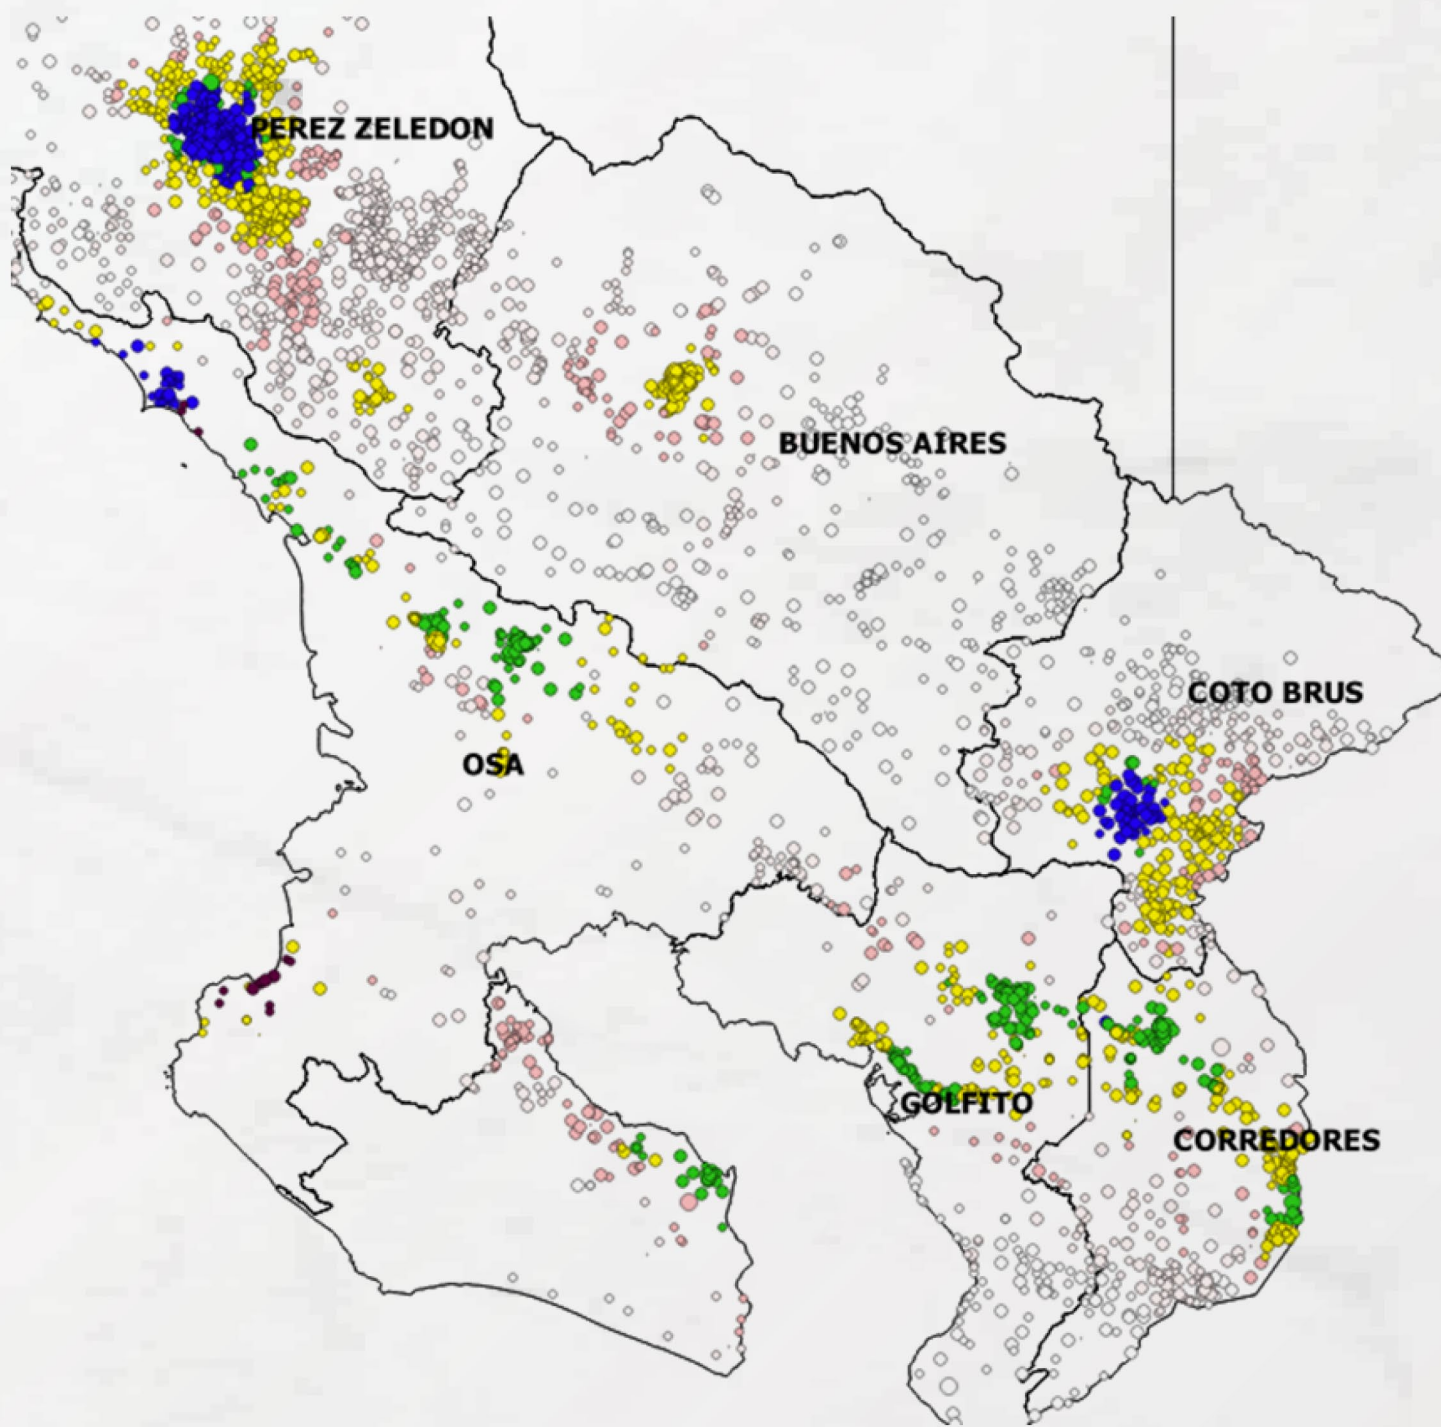 PEREZ ZELEDON
BUENOS AIRES
COTO BRUS
OSA
GOLFITO
CORREDORES